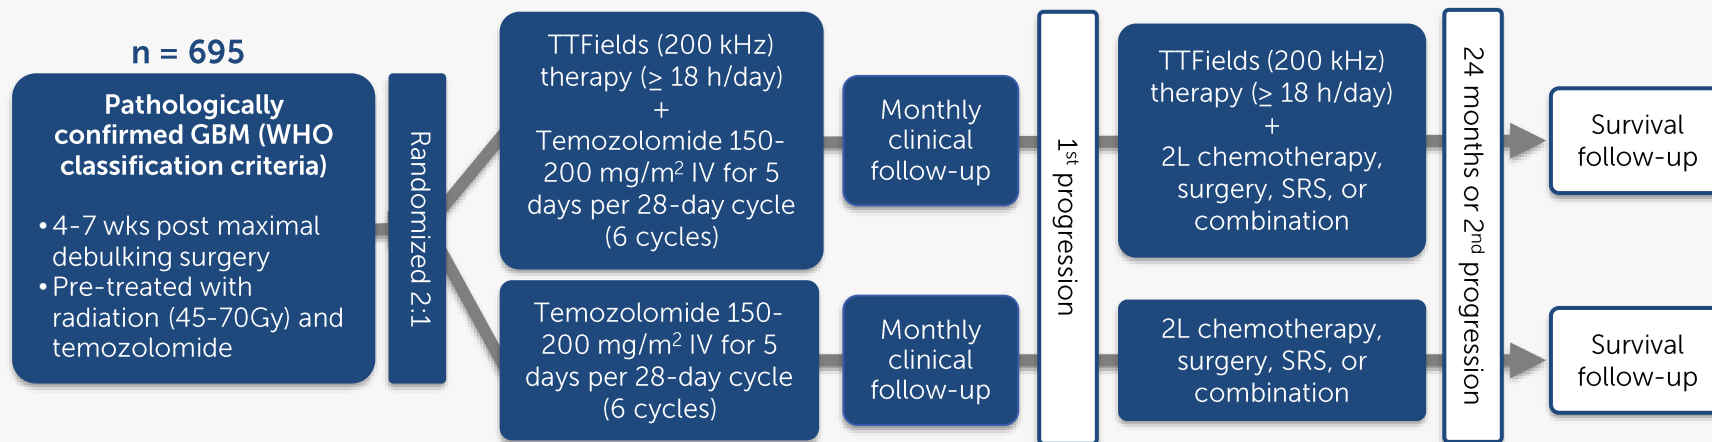 n = 695
Pathologically
confirmed GBM (WHO
classification criteria)
• 4-7 wks post maximal
debulking surgery
• Pre-treated with
radiation (45-70Gy) and
temozolomide
Randomized 2:1
TTFields (200 kHz)
therapy (≥ 18 h/day)
+
Temozolomide 150-
200 mg/m² IV for 5
days per 28-day cycle
(6 cycles)
Monthly
clinical
follow-up
Temozolomide 150-
200 mg/m² IV for 5
days per 28-day cycle
(6 cycles)
Monthly
clinical
follow-up
1st progression
TTFields (200 kHz)
therapy (≥ 18 h/day)
+
2L chemotherapy,
surgery, SRS, or
combination
2L chemotherapy,
surgery, SRS, or
combination
24 months or 2nd progression
Survival
follow-up
Survival
follow-up